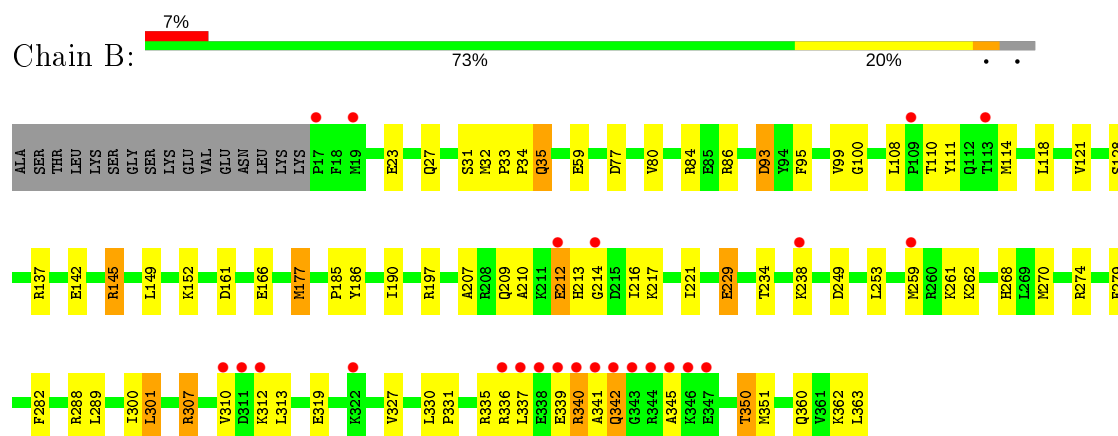 7%
Chain B:
73% 20% • •
ALA SER THR LEU LYS SER GLY SER LYS GLU VAL GLU ASN LEU LYS LYS P17 F18 M19 E23 Q27 S31 M32 P33 P34 Q35 E59 D77 V80 R84 E85 R86 D93 Y94 F95 V99 G100 L108 P109 T110 Y111 Q112 T113 M114 L118 V121 S128
R137 E142 R145 L149 K152 D161 E166 M177 P185 Y186 I190 R197 A207 R208 Q209 A210 K211 E212 H213 G214 D215 I216 K217 I221 E229 T234 K238 D249 L253 M259 R260 K261 K262 H268 L269 M270 R274
F282 R288 L289 I300 L301 R307 V310 D311 K312 L313 E319 K322 V327 L330 P331 R335 R336 L337 E338 E339 R340 A341 Q342 G343 R344 A345 K346 E347 T350 M351 Q360 V361 K362 L363